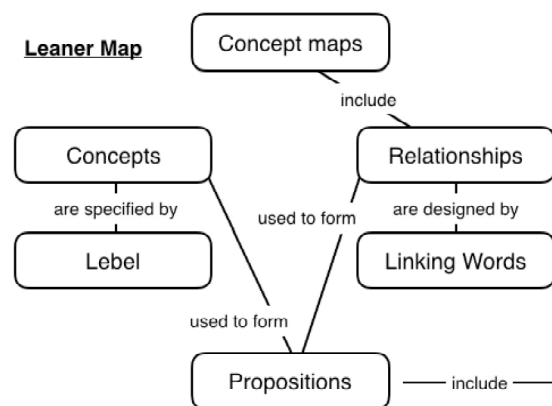 Leaner Map
Concept maps
include
Concepts
Relationships
are specified by
used to form
are designed by
Lebel
Linking Words
used to form
Propositions
include